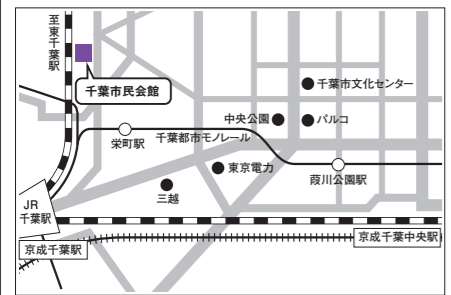 至東千葉駅
千葉市民会館
千葉市文化センター
中央公園
パルコ
千葉都市モノレール
栄町駅
東京電力
葭川公園駅
三越
JR
千葉駅
京成千葉中央駅
京成千葉駅